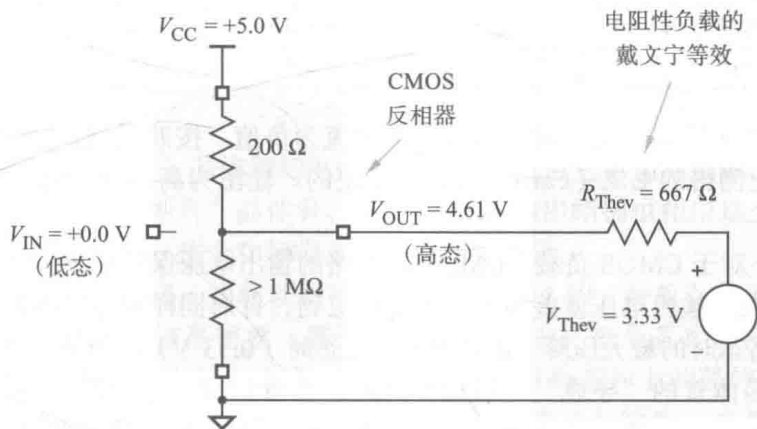 V_CC = +5.0 V
电阻性负载的
戴文宁等效
CMOS
反相器
200 Ω
R_Thev = 667 Ω
V_IN = +0.0 V
(低态)
V_OUT = 4.61 V
(高态)
> 1 MΩ
+
V_Thev = 3.33 V
−